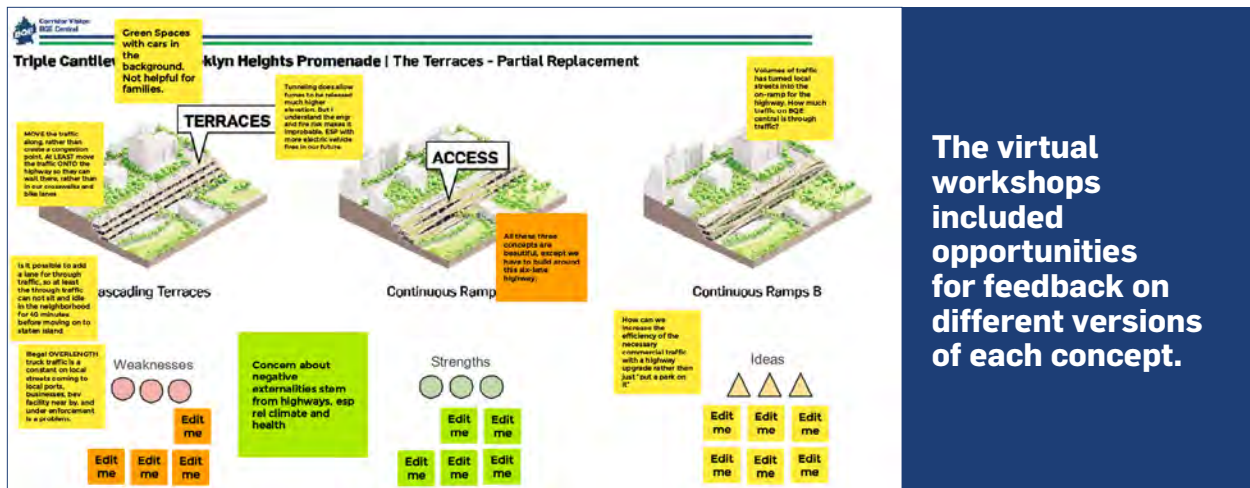 Corridor Vision
BQE Central
BQE
Triple Cantilev
oklyn Heights Promenade | The Terraces - Partial Replacement
Green Spaces
with cars in
the
background.
Not helpful for
families.
Tunneling does allow
fumes to be released
much higher
elevation. But I
understand the engr
and fire risk makes it
improbable. ESP with
more electric vehicle
fires in our future.
Volumes of traffic
has turned local
streets into the
on-ramp for the
highway. How much
traffic on BQE
central is through
traffic?
MOVE the traffic
along, rather than
create a congestion
point. At LEAST move
the traffic ONTO the
highway so they can
wait there, rather than
in our crosswalks and
bike lanes
TERRACES
ACCESS
All these three
concepts are
beautiful, except we
have to build around
this six-lane
highway.
Is it possible to add
a lane for through
traffic, so at least
the through traffic
can not sit and idle
in the neighborhood
for 40 minutes
before moving on to
staten island
ascading Terraces
Continuous Ramp
Continuous Ramps B
Illegal OVERLENGTH
truck traffic is a
constant on local
streets coming to
local ports,
businesses, bev
facility near by. and
under enforcement
is a problem.
Weaknesses
Edit
me
Edit
me
Edit
me
Edit
me
Concern about
negative
externalities stem
from highways, esp
rel climate and
health
Strengths
Edit
me
Edit
me
Edit
me
Edit
me
Edit
me
How can we
increase the
efficiency of the
necessary
commercial traffic
with a highway
upgrade rather then
just "put a park on
it"
Ideas
Edit
me
Edit
me
Edit
me
Edit
me
Edit
me
Edit
me
The virtual
workshops
included
opportunities
for feedback on
different versions
of each concept.